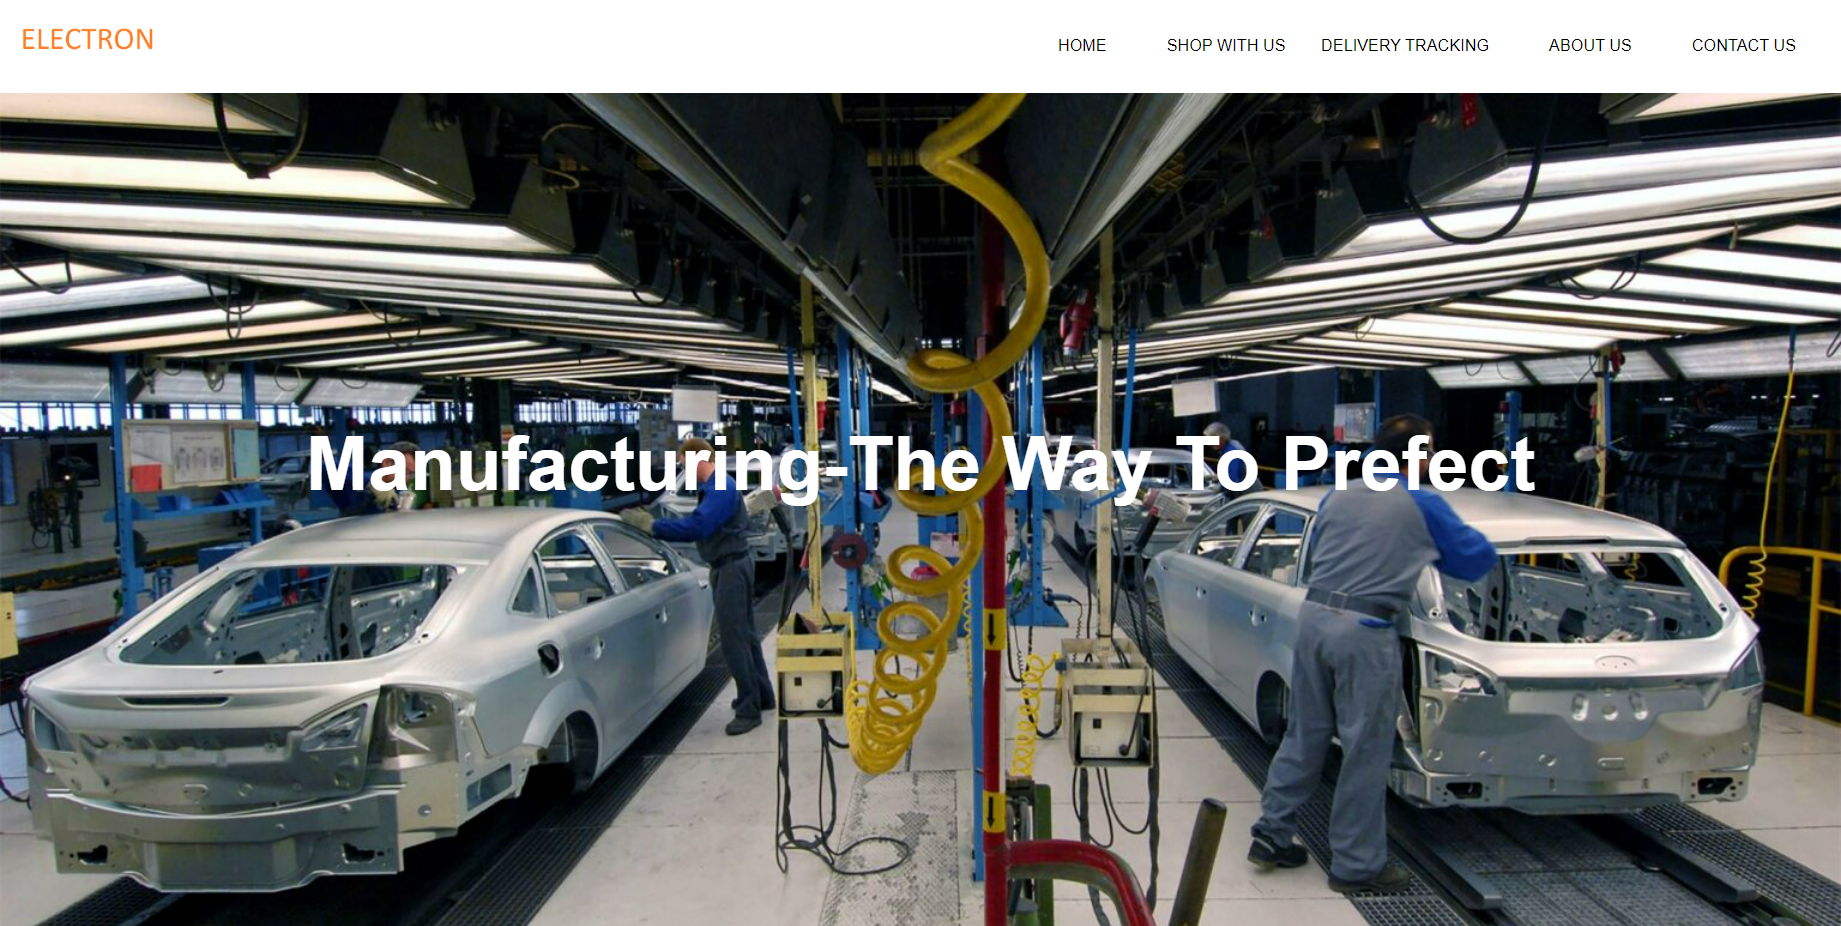 ELECTRON
HOME SHOP WITH US DELIVERY TRACKING ABOUT US CONTACT US
Manufacturing-The Way To Prefect